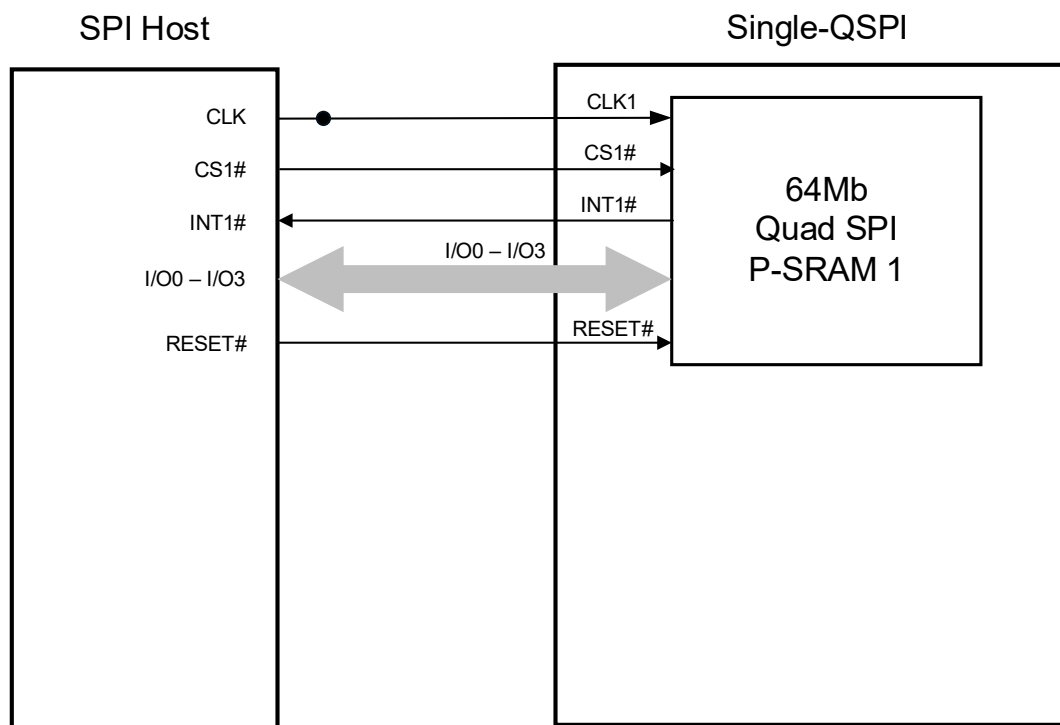 SPI Host
Single-QSPI
CLK
CLK1
CS1#
CS1#
INT1#
INT1#
I/O0 – I/O3
I/O0 – I/O3
RESET#
RESET#
64Mb
Quad SPI
P-SRAM 1